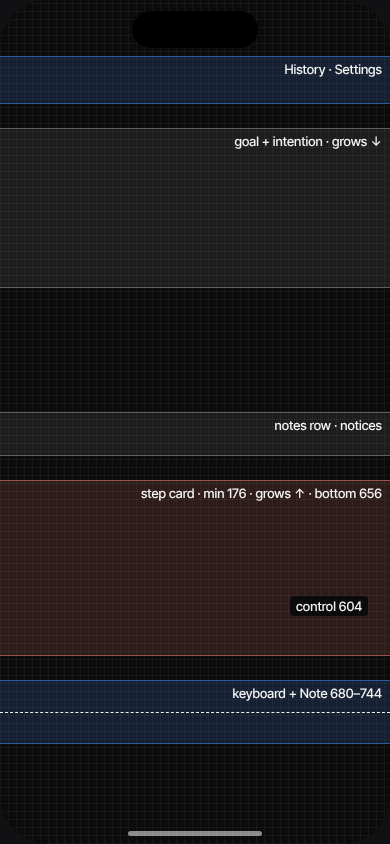 History · Settings
goal + intention · grows ↓
notes row · notices
step card · min 176 · grows ↑ · bottom 656
control 604
keyboard + Note 680–744